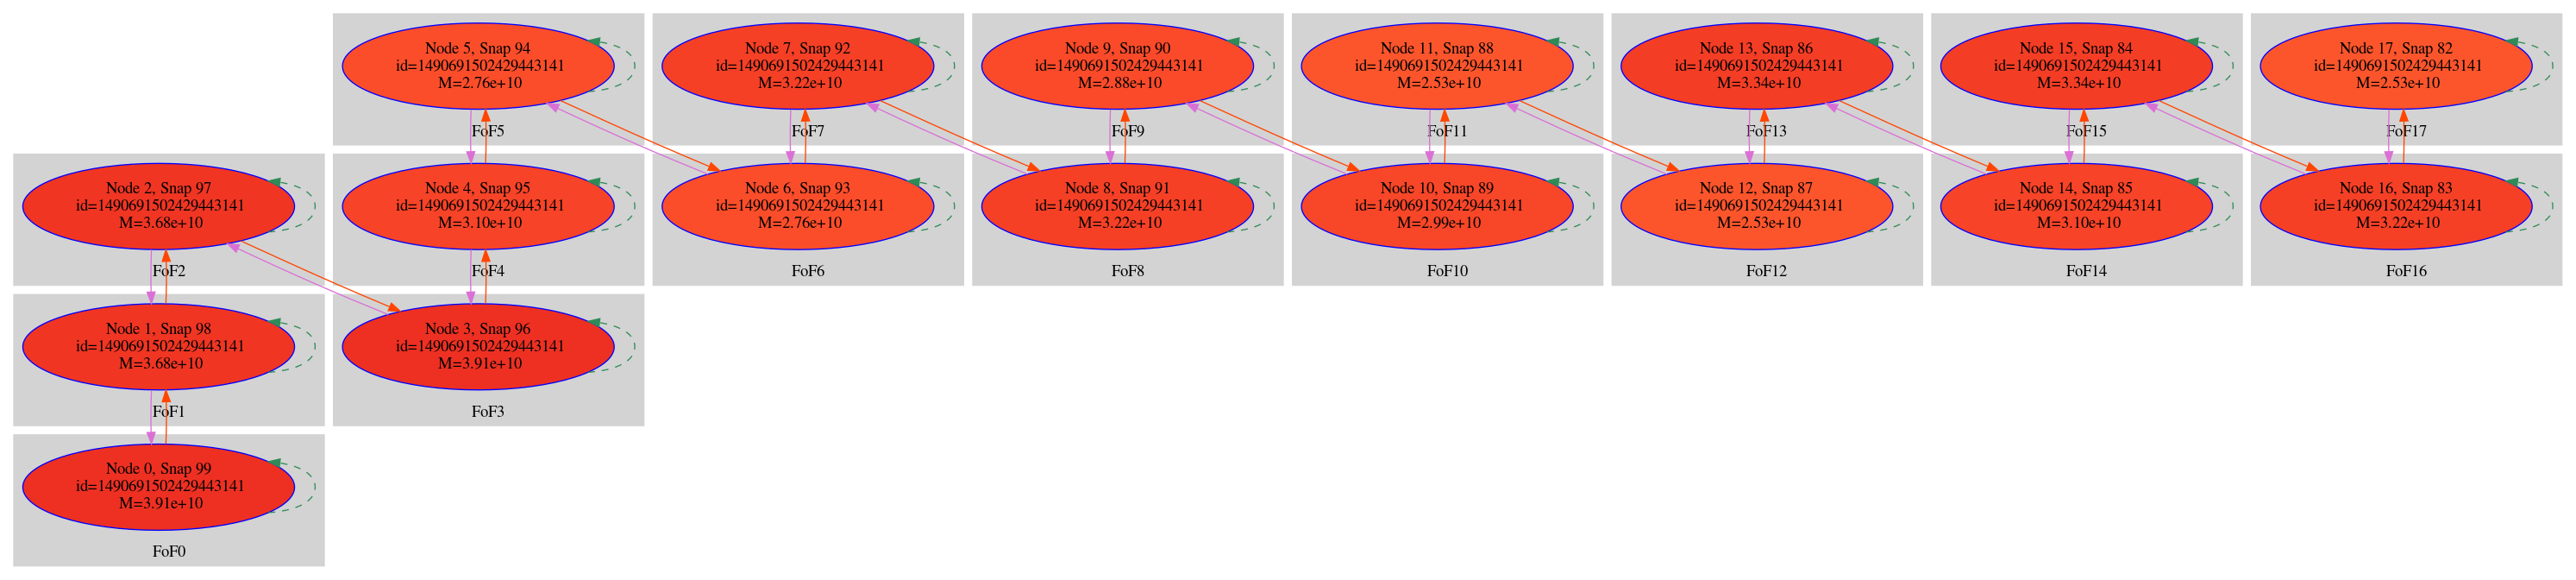 Node 5, Snap 94
id=1490691502429443141
M=2.76e+10
FoF5
Node 7, Snap 92
id=1490691502429443141
M=3.22e+10
FoF7
Node 9, Snap 90
id=1490691502429443141
M=2.88e+10
FoF9
Node 11, Snap 88
id=1490691502429443141
M=2.53e+10
FoF11
Node 13, Snap 86
id=1490691502429443141
M=3.34e+10
FoF13
Node 15, Snap 84
id=1490691502429443141
M=3.34e+10
FoF15
Node 17, Snap 82
id=1490691502429443141
M=2.53e+10
FoF17
Node 2, Snap 97
id=1490691502429443141
M=3.68e+10
FoF2
Node 4, Snap 95
id=1490691502429443141
M=3.10e+10
FoF4
Node 6, Snap 93
id=1490691502429443141
M=2.76e+10
FoF6
Node 8, Snap 91
id=1490691502429443141
M=3.22e+10
FoF8
Node 10, Snap 89
id=1490691502429443141
M=2.99e+10
FoF10
Node 12, Snap 87
id=1490691502429443141
M=2.53e+10
FoF12
Node 14, Snap 85
id=1490691502429443141
M=3.10e+10
FoF14
Node 16, Snap 83
id=1490691502429443141
M=3.22e+10
FoF16
Node 1, Snap 98
id=1490691502429443141
M=3.68e+10
FoF1
Node 3, Snap 96
id=1490691502429443141
M=3.91e+10
FoF3
Node 0, Snap 99
id=1490691502429443141
M=3.91e+10
FoF0